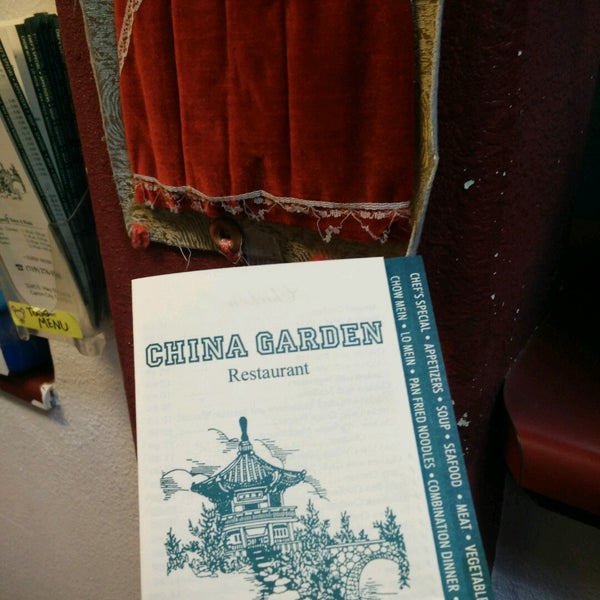 CHINA GARDEN
Restaurant
CHEF'S SPECIAL • APPETIZERS • SOUP • SEAFOOD • MEAT • VEGETABLE
CHOW MEIN • LO MEIN • PAN FRIED NOODLES • COMBINATION DINNER •
MENU